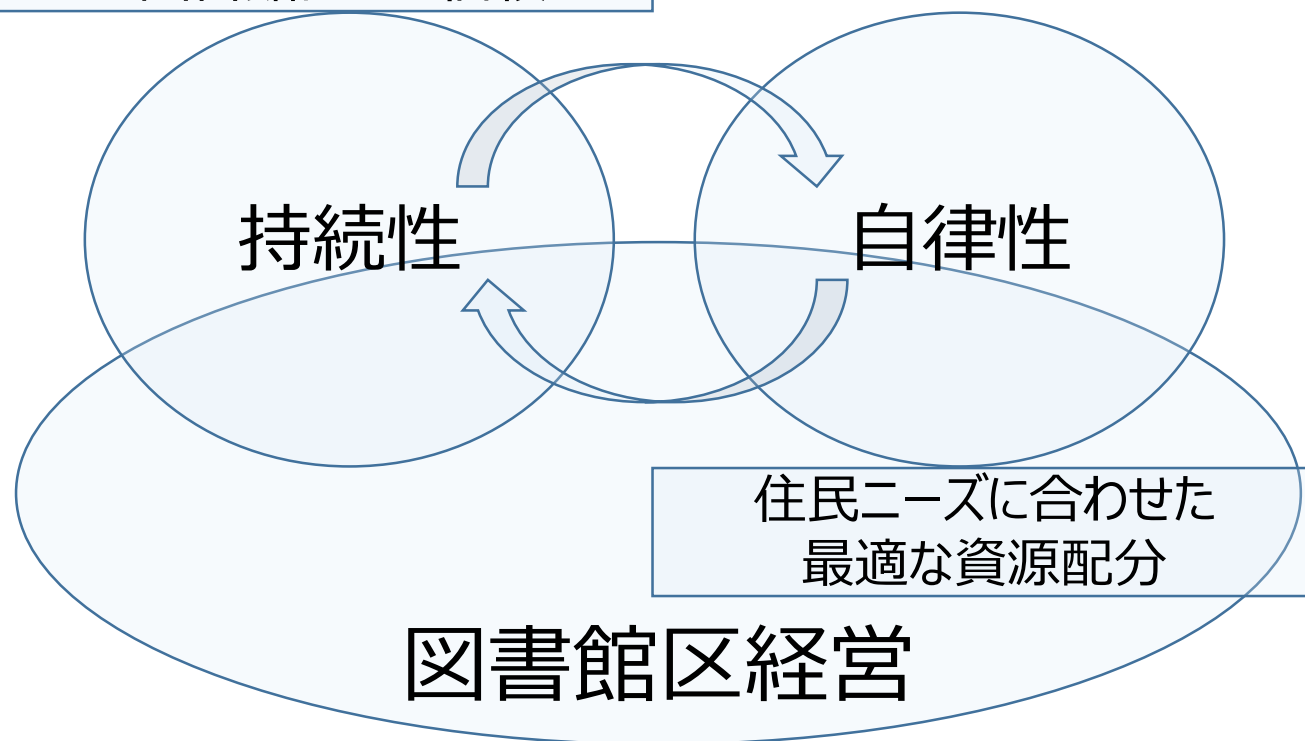 持続性
自律性
住民ニーズに合わせた
最適な資源配分
図書館区経営